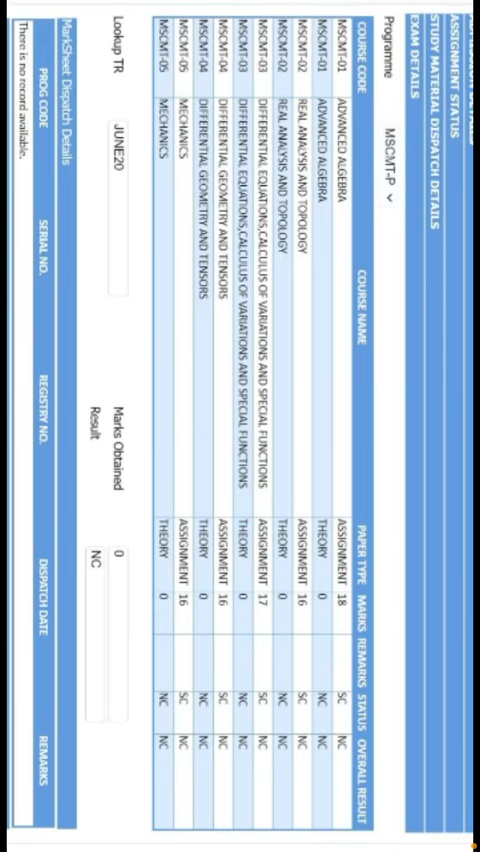 ASSIGNMENT STATUS
STUDY MATERIAL DISPATCH DETAILS
EXAM DETAILS
Programme MSCMT-P
COURSE CODE COURSE NAME PAPER TYPE MARKS REMARKS STATUS OVERALL RESULT
MSCMT-01 ADVANCED ALGEBRA ASSIGNMENT 18 SC NC
MSCMT-01 ADVANCED ALGEBRA THEORY 0 NC NC
MSCMT-02 REAL ANALYSIS AND TOPOLOGY ASSIGNMENT 16 SC NC
MSCMT-02 REAL ANALYSIS AND TOPOLOGY THEORY 0 NC NC
MSCMT-03 DIFFERENTIAL EQUATIONS,CALCULUS OF VARIATIONS AND SPECIAL FUNCTIONS ASSIGNMENT 17 SC NC
MSCMT-03 DIFFERENTIAL EQUATIONS,CALCULUS OF VARIATIONS AND SPECIAL FUNCTIONS THEORY 0 NC NC
MSCMT-04 DIFFERENTIAL GEOMETRY AND TENSORS ASSIGNMENT 16 SC NC
MSCMT-04 DIFFERENTIAL GEOMETRY AND TENSORS THEORY 0 NC NC
MSCMT-05 MECHANICS ASSIGNMENT 16 SC NC
MSCMT-05 MECHANICS THEORY 0 NC NC
Lookup TR JUNE20 Marks Obtained 0
Result NC
MarkSheet Dispatch Details
PROG CODE SERIAL NO. REGISTRY NO. DISPATCH DATE REMARKS
There is no record available.